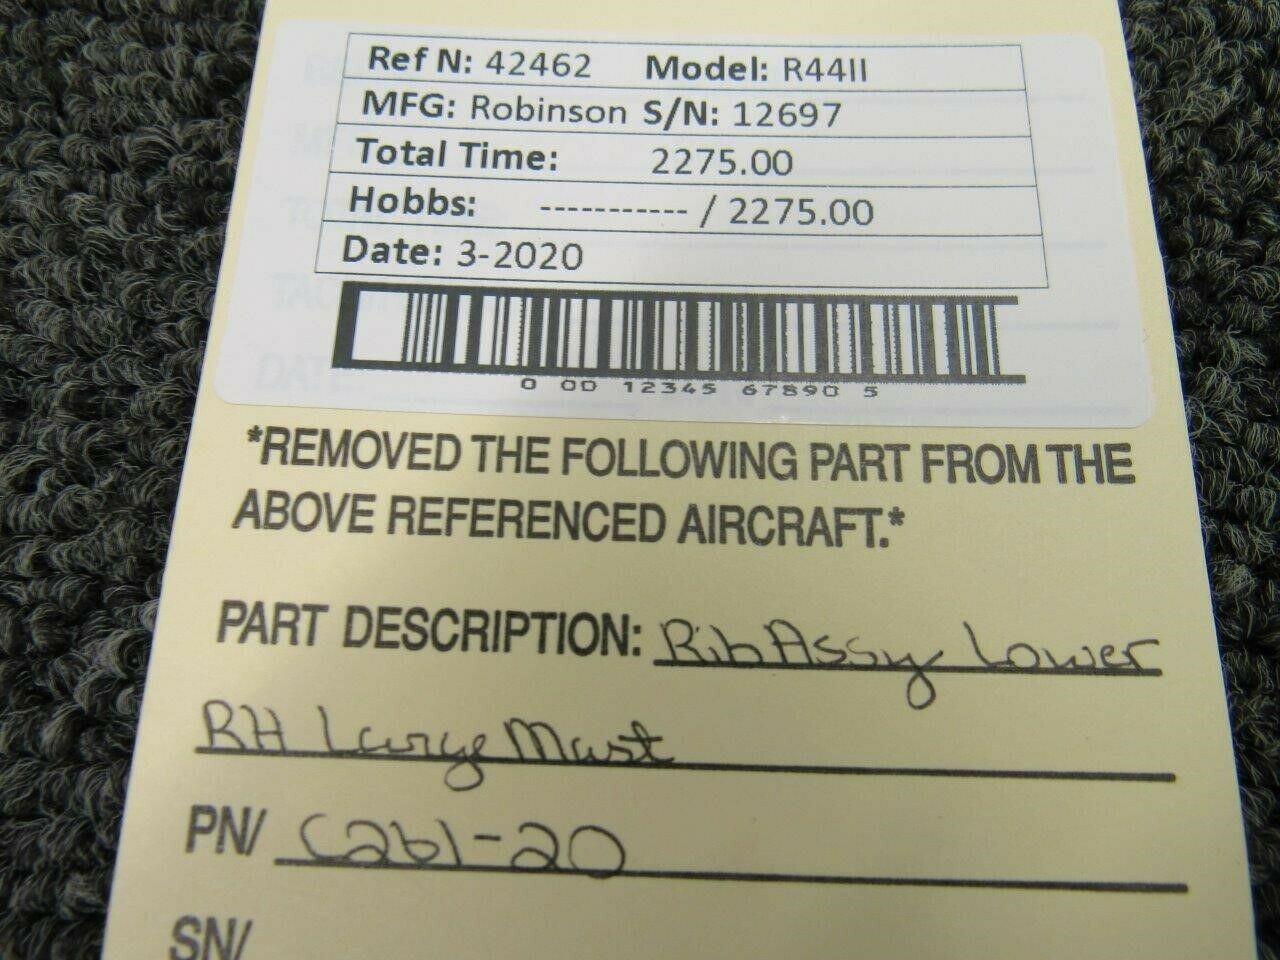 Ref N: 42462 Model: R44II
MFG: Robinson S/N: 12697
Total Time: 2275.00
Hobbs: ----------- / 2275.00
Date: 3-2020
0 00 12345 67890 5
*REMOVED THE FOLLOWING PART FROM THE
ABOVE REFERENCED AIRCRAFT.*
PART DESCRIPTION: Rib Assy Lower
RH Large Mast
PN/ C261-20
SN/